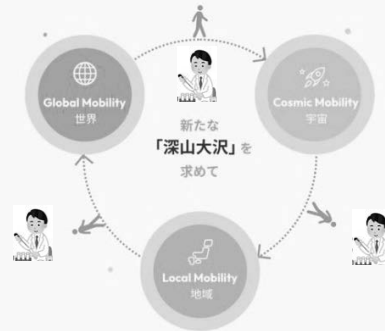 Global Mobility
世界
Cosmic Mobility
宇宙
新たな
「深山大沢」を
求めて
Local Mobility
地域